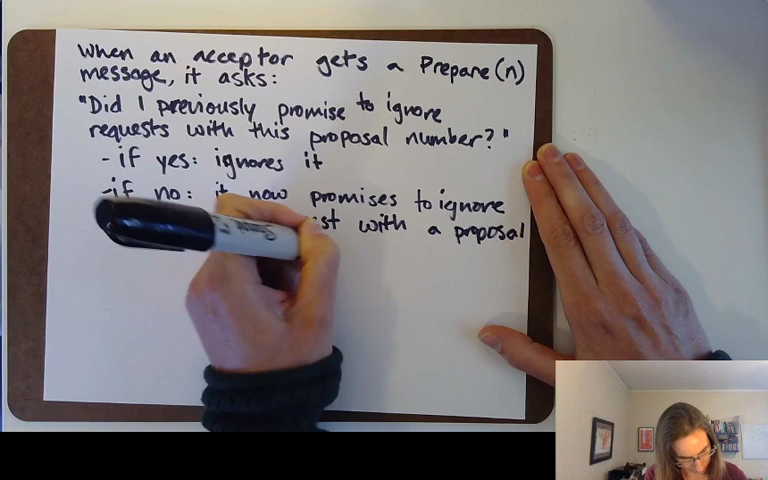 When an acceptor gets a Prepare(n)
message, it asks:
"Did I previously promise to ignore
requests with this proposal number?"
- if yes: ignores it
- if no: it now promises to ignore
with a proposal